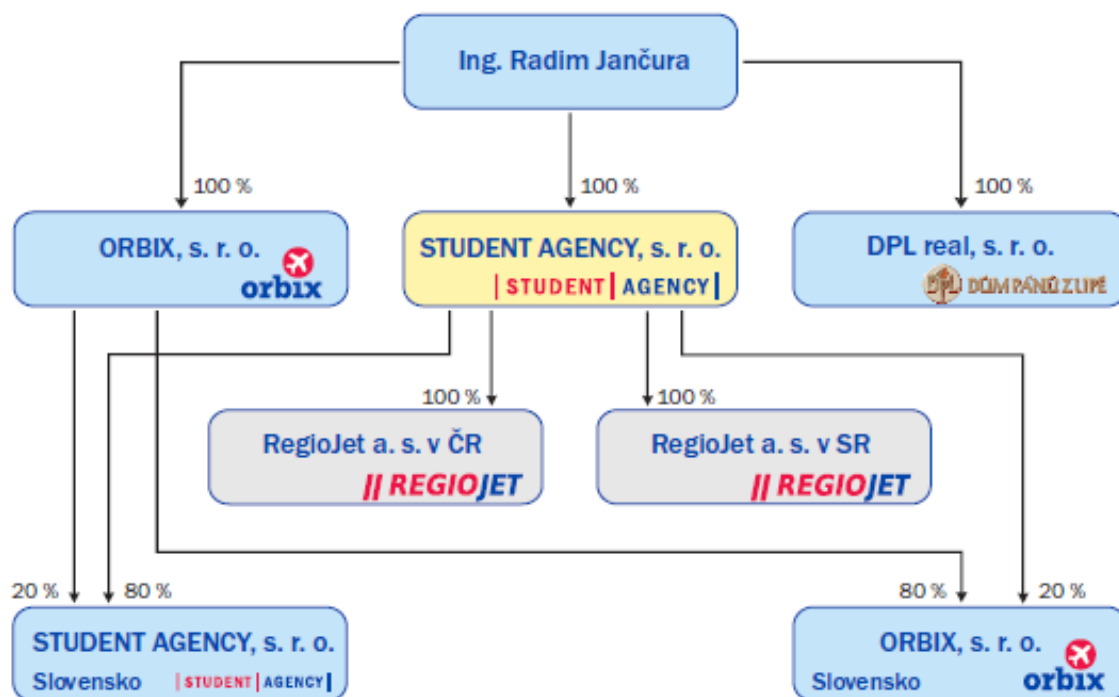 Ing. Radim Jančura
100 %
100 %
100 %
ORBIX, s. r. o.
orbix
STUDENT AGENCY, s. r. o.
STUDENT AGENCY
DPL real, s. r. o.
DPL DŮM PÁNŮ Z LIPÉ
100 %
100 %
RegioJet a. s. v ČR
REGIOJET
RegioJet a. s. v SR
REGIOJET
20 %
80 %
80 %
20 %
STUDENT AGENCY, s. r. o.
Slovensko STUDENT AGENCY
ORBIX, s. r. o.
Slovensko orbix